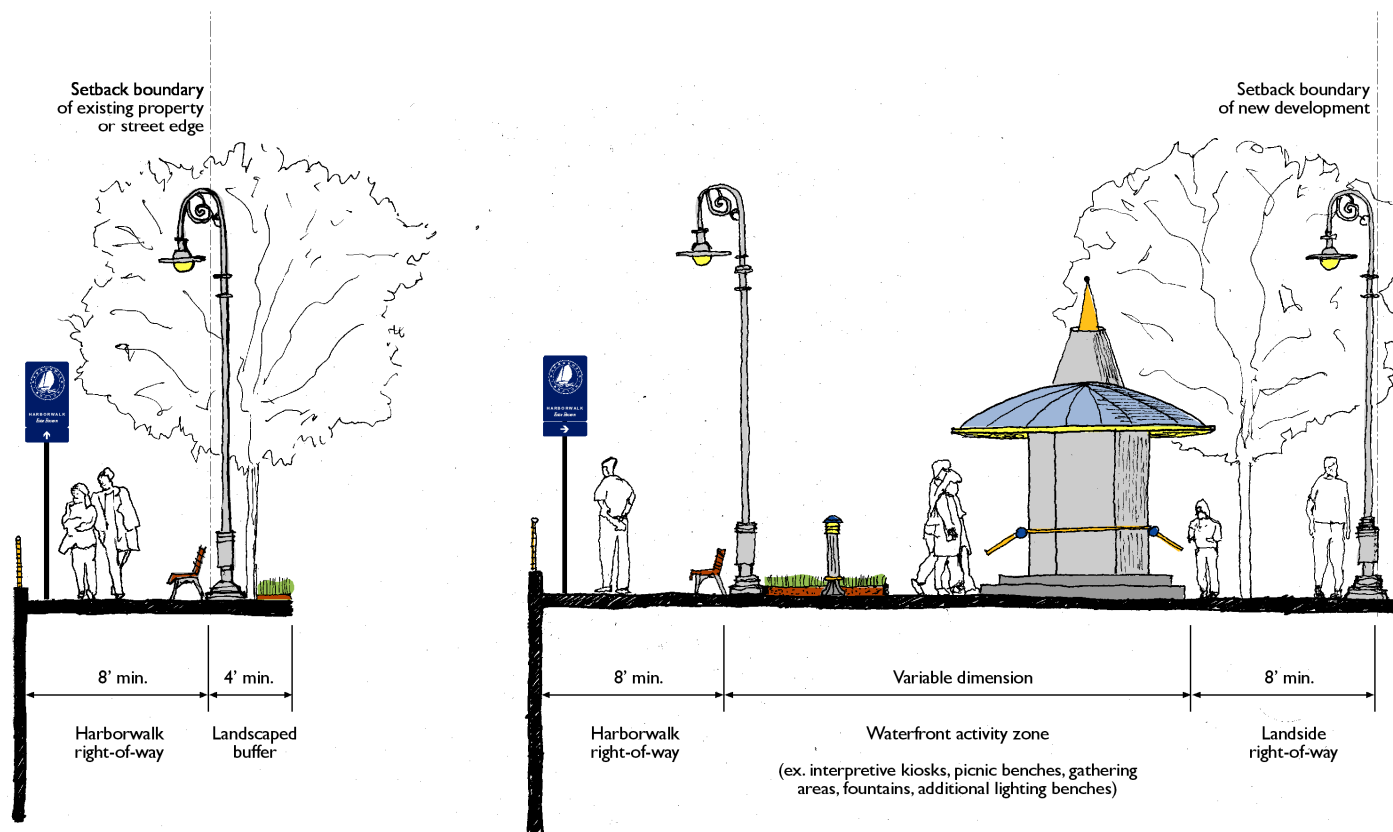 Setback boundary
of existing property
or street edge
Setback boundary
of new development
HARBORWALK
HARBORWALK
8’ min.
4’ min.
8’ min.
Variable dimension
8’ min.
Harborwalk
right-of-way
Landscaped
buffer
Harborwalk
right-of-way
Waterfront activity zone
(ex. interpretive kiosks, picnic benches, gathering
areas, fountains, additional lighting benches)
Landside
right-of-way